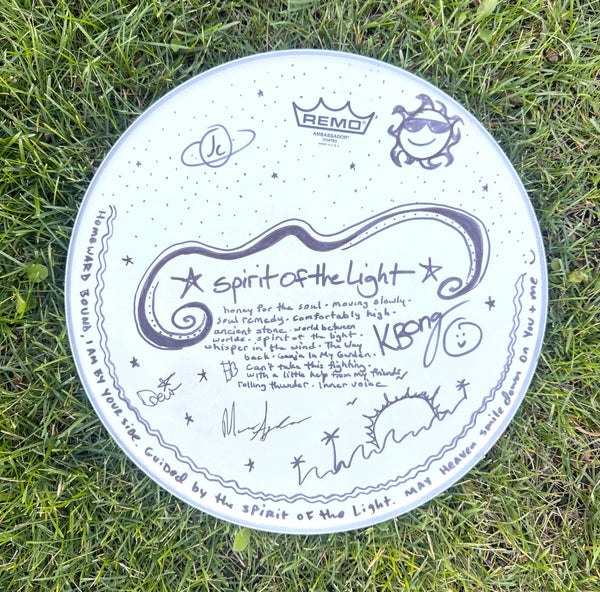 REMO
AMBASSADOR
COATED
Jc
Spirit of the Light
honey for the soul · moving slowly ·
soul remedy · comfortably high ·
ancient stone · world between
worlds · spirit of the light ·
whisper in the wind · the way
back · Ganja In My Garden ·
Can't take this fighting ·
with a little help from my friends
rolling thunder · Inner voice
KBong
HomewARD Bound, I AM BY YOUR SIDE. GuiDED by the spirit of the Light. MAY HEAVEN smile down on You + me